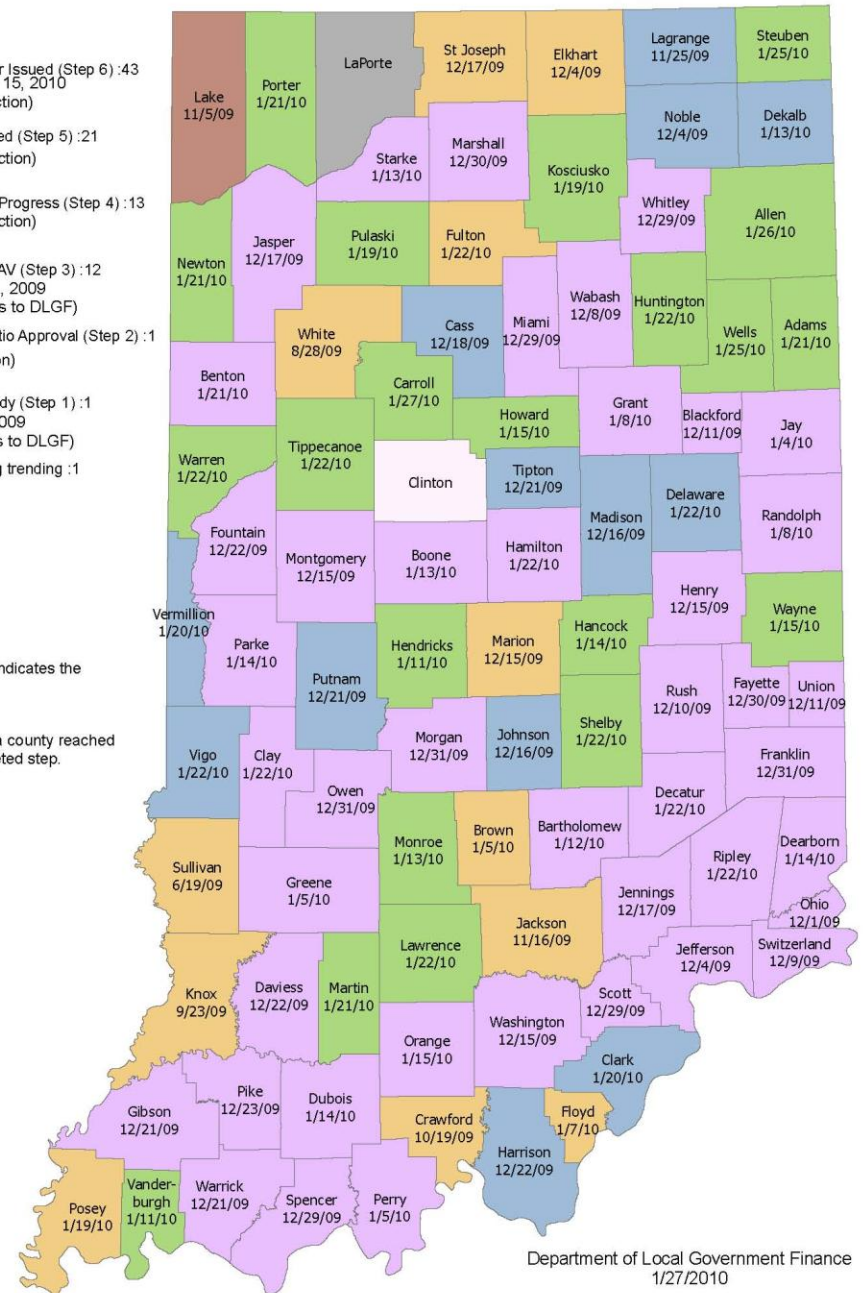 r Issued (Step 6) :43
15, 2010
ction)
ed (Step 5) :21
ction)
Progress (Step 4) :13
ction)
AV (Step 3) :12
, 2009
s to DLGF)
tio Approval (Step 2) :1
on)
dy (Step 1) :1
009
s to DLGF)
g trending :1
ndicates the
a county reached
eted step.
Lake
11/5/09
Porter
1/21/10
LaPorte
St Joseph
12/17/09
Elkhart
12/4/09
Lagrange
11/25/09
Steuben
1/25/10
Noble
12/4/09
Dekalb
1/13/10
Starke
1/13/10
Marshall
12/30/09
Kosciusko
1/19/10
Whitley
12/29/09
Allen
1/26/10
Newton
1/21/10
Jasper
12/17/09
Pulaski
1/19/10
Fulton
1/22/10
White
8/28/09
Cass
12/18/09
Miami
12/29/09
Wabash
12/8/09
Huntington
1/22/10
Wells
1/25/10
Adams
1/21/10
Benton
1/21/10
Carroll
1/27/10
Howard
1/15/10
Grant
1/8/10
Blackford
12/11/09
Jay
1/4/10
Warren
1/22/10
Tippecanoe
1/22/10
Clinton
Tipton
12/21/09
Madison
12/16/09
Delaware
1/22/10
Randolph
1/8/10
Fountain
12/22/09
Montgomery
12/15/09
Boone
1/13/10
Hamilton
1/22/10
Henry
12/15/09
Wayne
1/15/10
Vermillion
1/20/10
Parke
1/14/10
Putnam
12/21/09
Hendricks
1/11/10
Marion
12/15/09
Hancock
1/14/10
Rush
12/10/09
Fayette
12/30/09
Union
12/11/09
Vigo
1/22/10
Clay
1/22/10
Owen
12/31/09
Morgan
12/31/09
Johnson
12/16/09
Shelby
1/22/10
Decatur
1/22/10
Franklin
12/31/09
Sullivan
6/19/09
Greene
1/5/10
Monroe
1/13/10
Brown
1/5/10
Bartholomew
1/12/10
Jennings
12/17/09
Ripley
1/22/10
Dearborn
1/14/10
Ohio
12/1/09
Knox
9/23/09
Daviess
12/22/09
Martin
1/21/10
Lawrence
1/22/10
Jackson
11/16/09
Jefferson
12/4/09
Switzerland
12/9/09
Scott
12/29/09
Orange
1/15/10
Washington
12/15/09
Clark
1/20/10
Gibson
12/21/09
Pike
12/23/09
Dubois
1/14/10
Crawford
10/19/09
Floyd
1/7/10
Harrison
12/22/09
Posey
1/19/10
Vander-
burgh
1/11/10
Warrick
12/21/09
Spencer
12/29/09
Perry
1/5/10
Department of Local Government Finance
1/27/2010